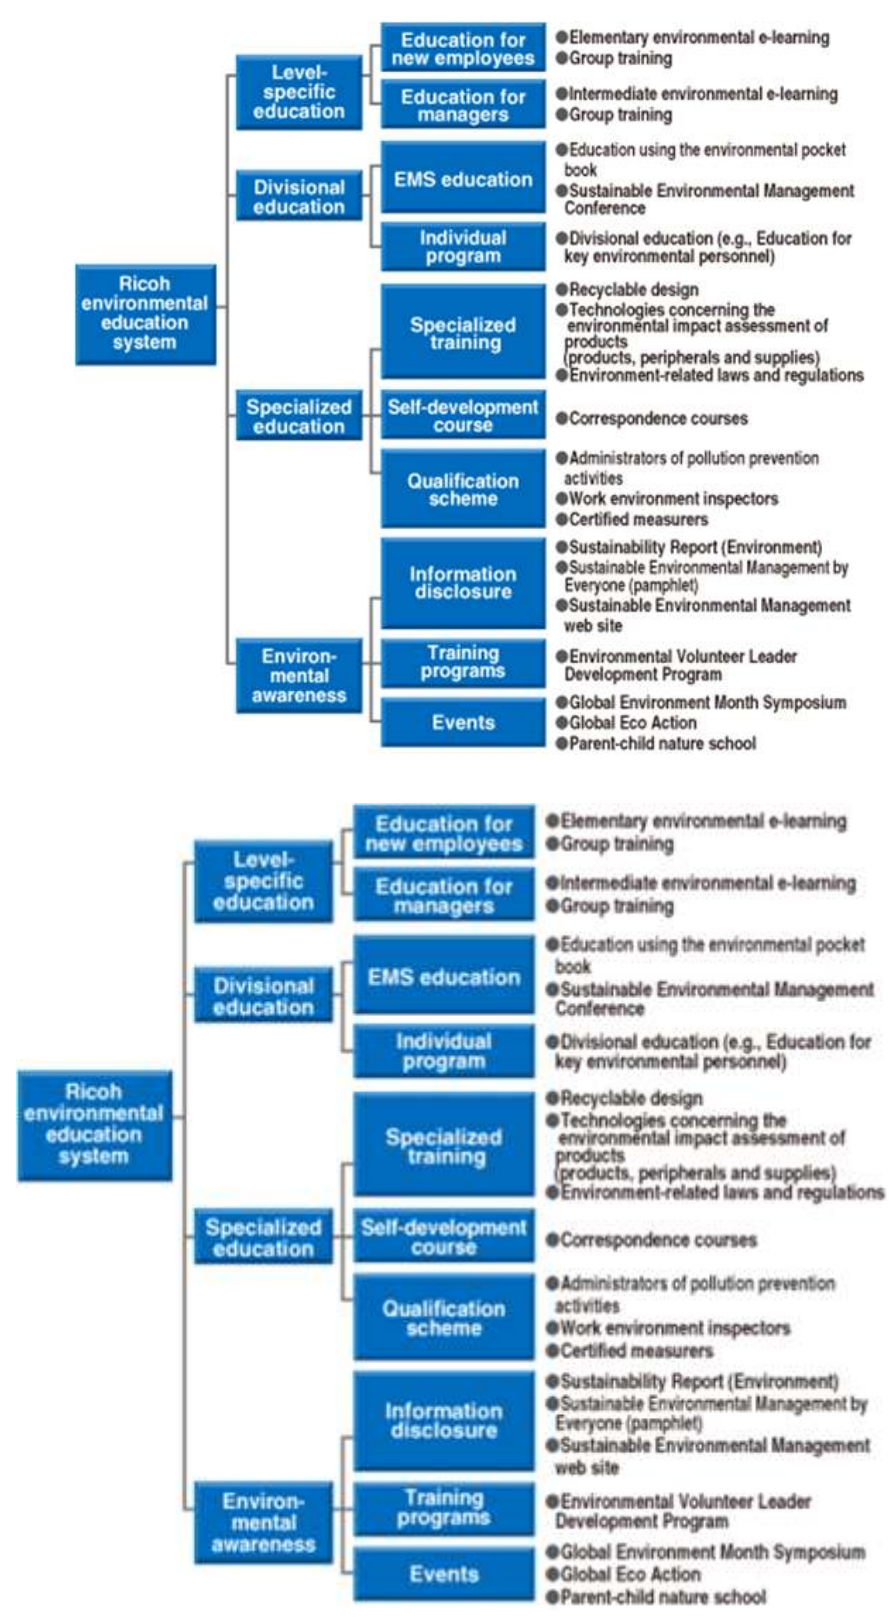 Ricoh
environmental
education
system
Level-
specific
education
Education for
new employees
●Elementary environmental e-learning
●Group training
Education for
managers
●Intermediate environmental e-learning
●Group training
Divisional
education
EMS education
●Education using the environmental pocket
book
●Sustainable Environmental Management
Conference
Individual
program
●Divisional education (e.g., Education for
key environmental personnel)
Specialized
education
Specialized
training
●Recyclable design
●Technologies concerning the
environmental impact assessment of
products
(products, peripherals and supplies)
●Environment-related laws and regulations
Self-development
course
●Correspondence courses
Qualification
scheme
●Administrators of pollution prevention
activities
●Work environment inspectors
●Certified measurers
Environ-
mental
awareness
Information
disclosure
●Sustainability Report (Environment)
●Sustainable Environmental Management by
Everyone (pamphlet)
●Sustainable Environmental Management
web site
Training
programs
●Environmental Volunteer Leader
Development Program
Events
●Global Environment Month Symposium
●Global Eco Action
●Parent-child nature school
Ricoh
environmental
education
system
Level-
specific
education
Education for
new employees
●Elementary environmental e-learning
●Group training
Education for
managers
●Intermediate environmental e-learning
●Group training
Divisional
education
EMS education
●Education using the environmental pocket
book
●Sustainable Environmental Management
Conference
Individual
program
●Divisional education (e.g., Education for
key environmental personnel)
Specialized
education
Specialized
training
●Recyclable design
●Technologies concerning the
environmental impact assessment of
products
(products, peripherals and supplies)
●Environment-related laws and regulations
Self-development
course
●Correspondence courses
Qualification
scheme
●Administrators of pollution prevention
activities
●Work environment inspectors
●Certified measurers
Environ-
mental
awareness
Information
disclosure
●Sustainability Report (Environment)
●Sustainable Environmental Management by
Everyone (pamphlet)
●Sustainable Environmental Management
web site
Training
programs
●Environmental Volunteer Leader
Development Program
Events
●Global Environment Month Symposium
●Global Eco Action
●Parent-child nature school